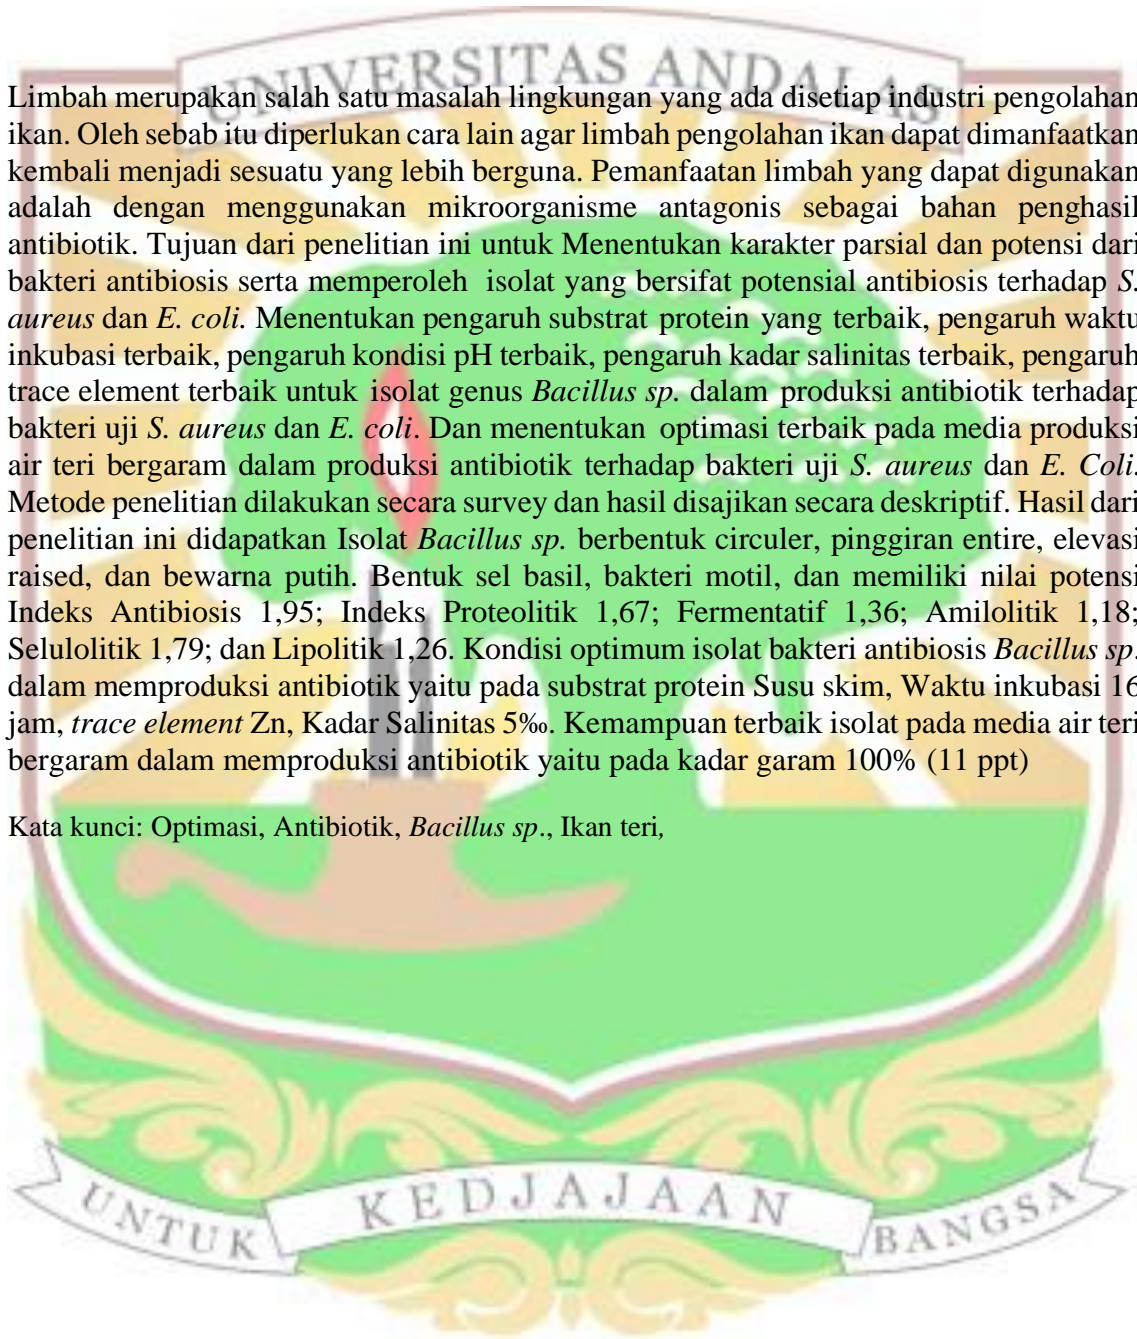 UNIVERSITAS ANDALAS
Limbah merupakan salah satu masalah lingkungan yang ada disetiap industri pengolahan
ikan. Oleh sebab itu diperlukan cara lain agar limbah pengolahan ikan dapat dimanfaatkan
kembali menjadi sesuatu yang lebih berguna. Pemanfaatan limbah yang dapat digunakan
adalah dengan menggunakan mikroorganisme antagonis sebagai bahan penghasil
antibiotik. Tujuan dari penelitian ini untuk Menentukan karakter parsial dan potensi dari
bakteri antibiosis serta memperoleh isolat yang bersifat potensial antibiosis terhadap S.
aureus dan E. coli. Menentukan pengaruh substrat protein yang terbaik, pengaruh waktu
inkubasi terbaik, pengaruh kondisi pH terbaik, pengaruh kadar salinitas terbaik, pengaruh
trace element terbaik untuk isolat genus Bacillus sp. dalam produksi antibiotik terhadap
bakteri uji S. aureus dan E. coli. Dan menentukan optimasi terbaik pada media produksi
air teri bergaram dalam produksi antibiotik terhadap bakteri uji S. aureus dan E. Coli.
Metode penelitian dilakukan secara survey dan hasil disajikan secara deskriptif. Hasil dari
penelitian ini didapatkan Isolat Bacillus sp. berbentuk circuler, pinggiran entire, elevasi
raised, dan bewarna putih. Bentuk sel basil, bakteri motil, dan memiliki nilai potensi
Indeks Antibiosis 1,95; Indeks Proteolitik 1,67; Fermentatif 1,36; Amilolitik 1,18;
Selulolitik 1,79; dan Lipolitik 1,26. Kondisi optimum isolat bakteri antibiosis Bacillus sp.
dalam memproduksi antibiotik yaitu pada substrat protein Susu skim, Waktu inkubasi 16
jam, trace element Zn, Kadar Salinitas 5‰. Kemampuan terbaik isolat pada media air teri
bergaram dalam memproduksi antibiotik yaitu pada kadar garam 100% (11 ppt)
Kata kunci: Optimasi, Antibiotik, Bacillus sp., Ikan teri,
UNTUK KEDJAJAAN BANGSA